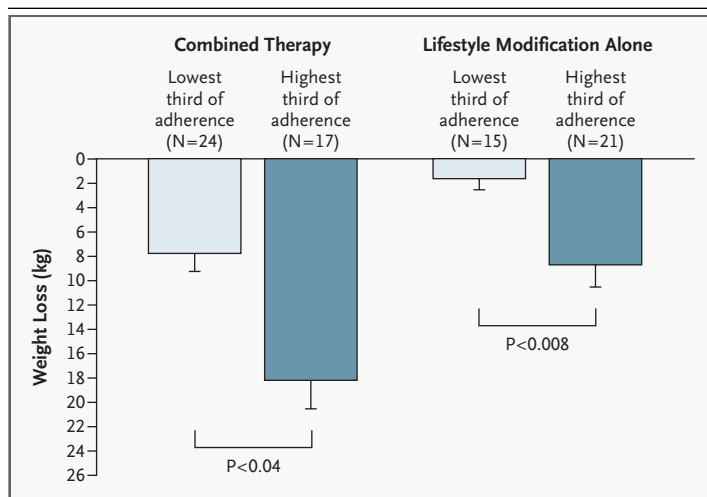 Combined Therapy
Lifestyle Modification Alone
Lowest
third of
adherence
(N=24)
Highest
third of
adherence
(N=17)
Lowest
third of
adherence
(N=15)
Highest
third of
adherence
(N=21)
Weight Loss (kg)
0
2
4
6
8
10
12
14
16
18
20
22
24
26
P<0.04
P<0.008